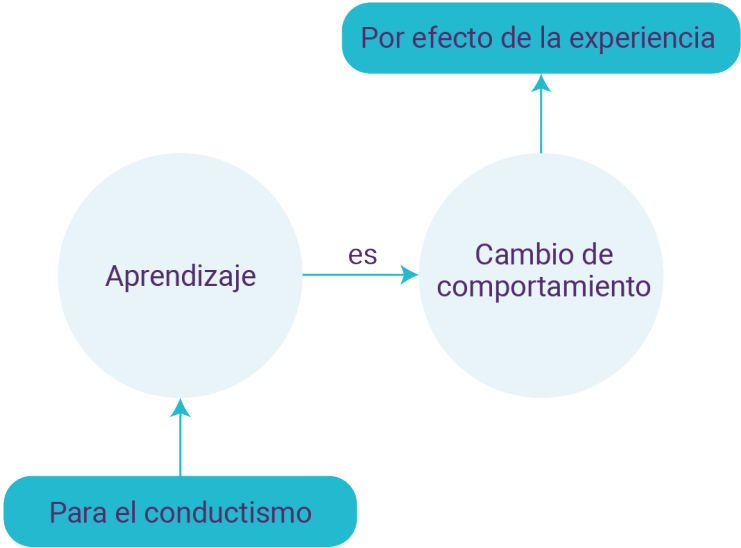 Por efecto de la experiencia
Aprendizaje
es
Cambio de
comportamiento
Para el conductismo